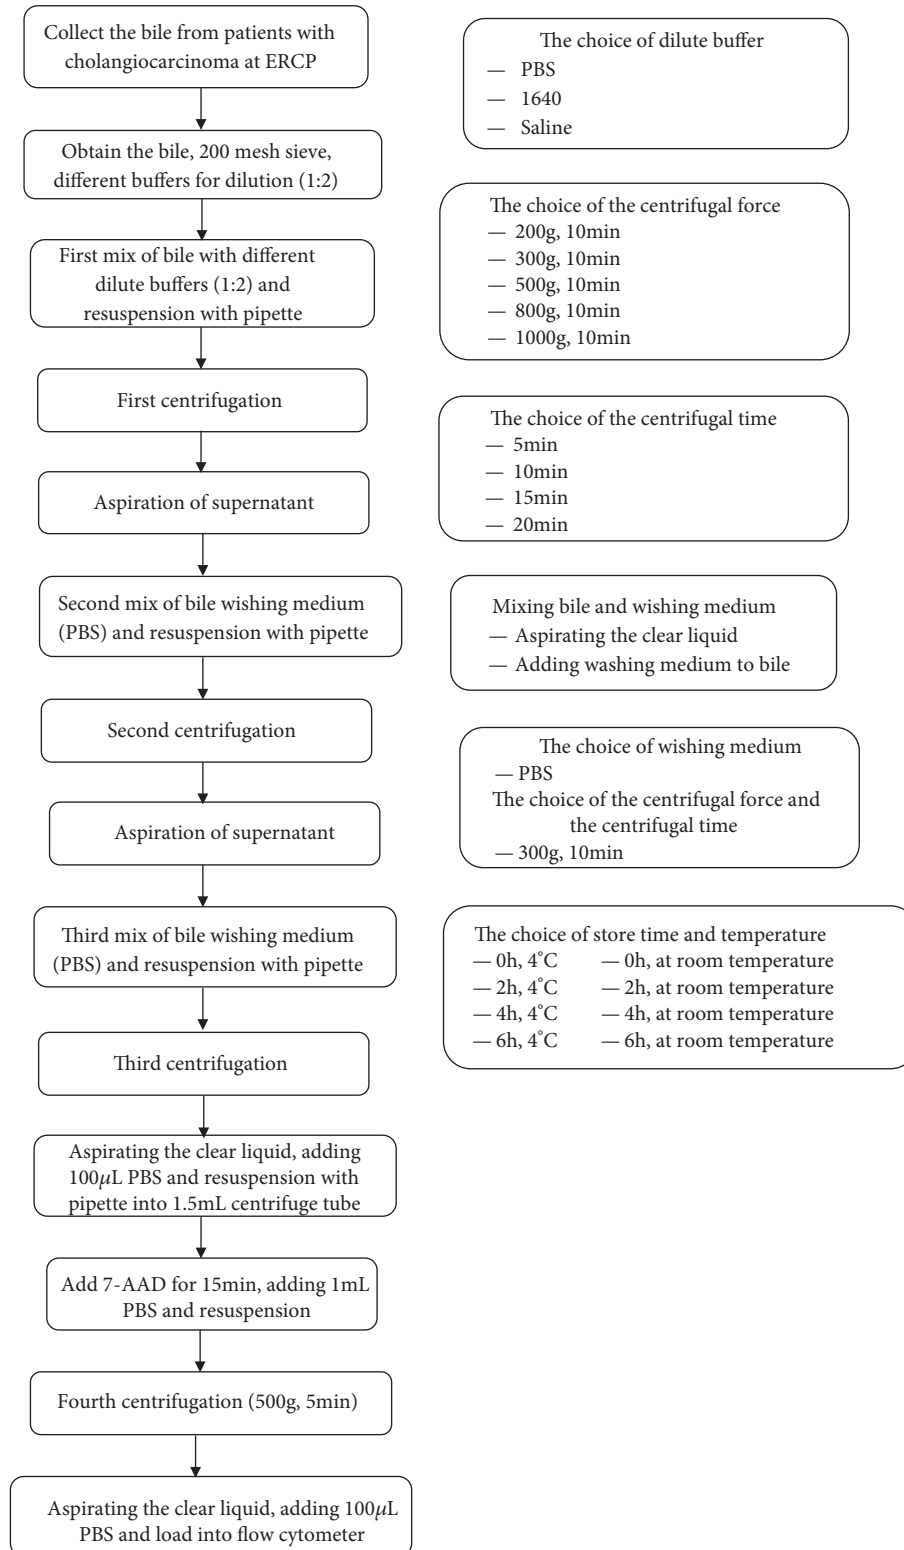 Collect the bile from patients with
cholangiocarcinoma at ERCP
Obtain the bile, 200 mesh sieve,
different buffers for dilution (1:2)
First mix of bile with different
dilute buffers (1:2) and
resuspension with pipette
First centrifugation
Aspiration of supernatant
Second mix of bile wishing medium
(PBS) and resuspension with pipette
Second centrifugation
Aspiration of supernatant
Third mix of bile wishing medium
(PBS) and resuspension with pipette
Third centrifugation
Aspirating the clear liquid, adding
100μL PBS and resuspension with
pipette into 1.5mL centrifuge tube
Add 7-AAD for 15min, adding 1mL
PBS and resuspension
Fourth centrifugation (500g, 5min)
Aspirating the clear liquid, adding 100μL
PBS and load into flow cytometer
The choice of dilute buffer
— PBS
— 1640
— Saline
The choice of the centrifugal force
— 200g, 10min
— 300g, 10min
— 500g, 10min
— 800g, 10min
— 1000g, 10min
The choice of the centrifugal time
— 5min
— 10min
— 15min
— 20min
Mixing bile and wishing medium
— Aspirating the clear liquid
— Adding washing medium to bile
The choice of wishing medium
— PBS
The choice of the centrifugal force and
the centrifugal time
— 300g, 10min
The choice of store time and temperature
— 0h, 4°C — 0h, at room temperature
— 2h, 4°C — 2h, at room temperature
— 4h, 4°C — 4h, at room temperature
— 6h, 4°C — 6h, at room temperature